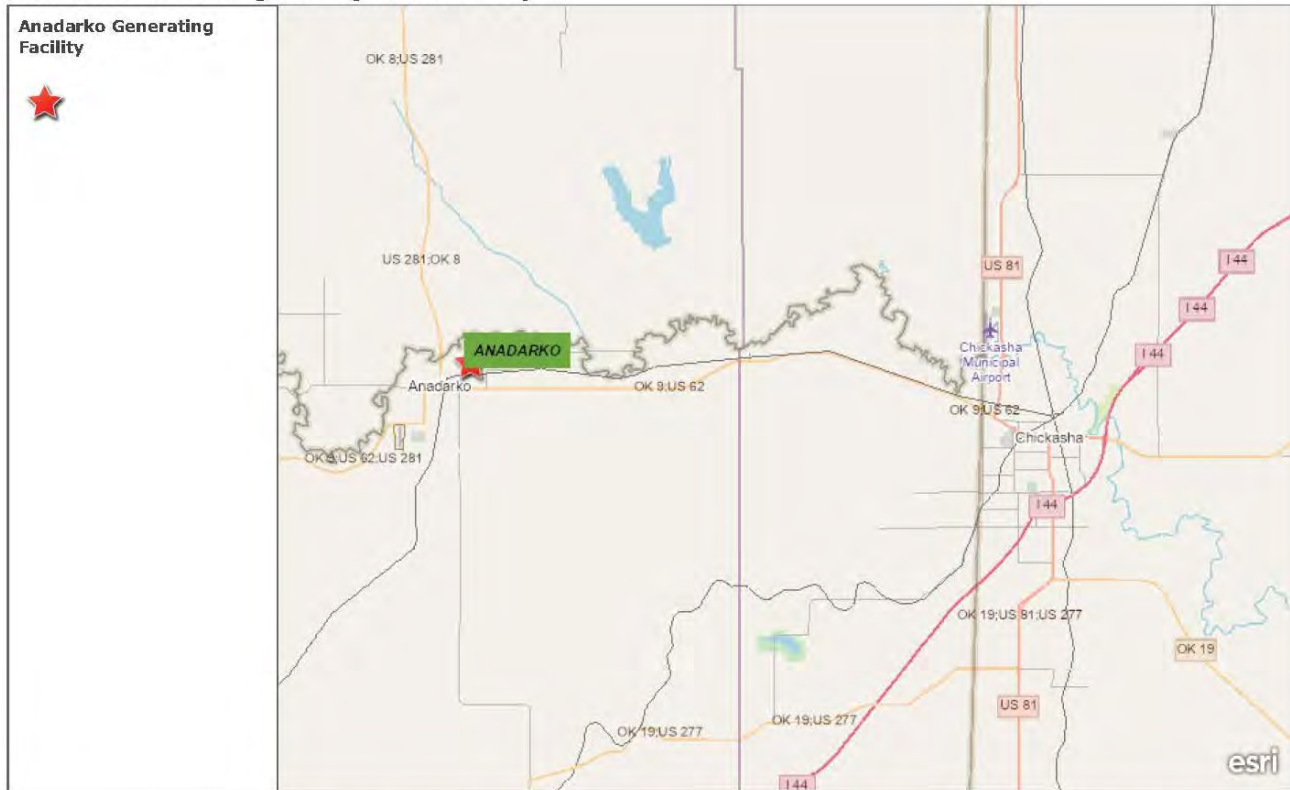 Anadarko Generating
Facility
OK 8;US 281
US 281;OK 8
US 81
I 44
I 44
I 44
Chickasha
Municipal
Airport
ANADARKO
Anadarko
OK 9;US 62
OK 9;US 62
Chickasha
OK 9;US 62;US 281
I 44
OK 19;US 81;US 277
OK 19
US 81
OK 19;US 277
OK 19;US 277
I 44
esri